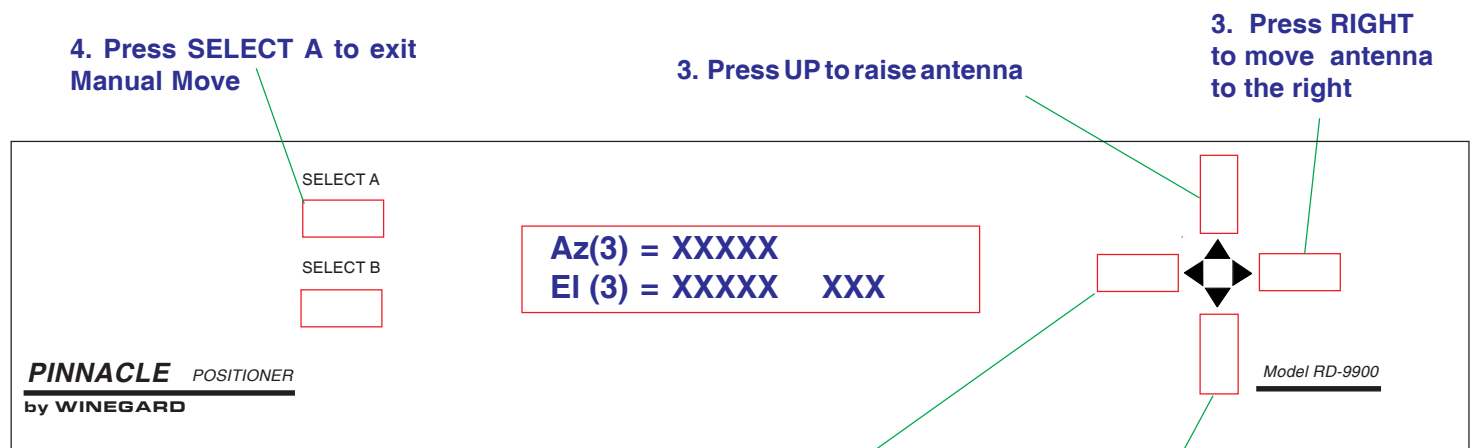 4. Press SELECT A to exit
Manual Move
3. Press UP to raise antenna
3. Press RIGHT
to move antenna
to the right
SELECT A
SELECT B
Az(3) = XXXXX
El (3) = XXXXX XXX
PINNACLE POSITIONER
by WINEGARD
Model RD-9900